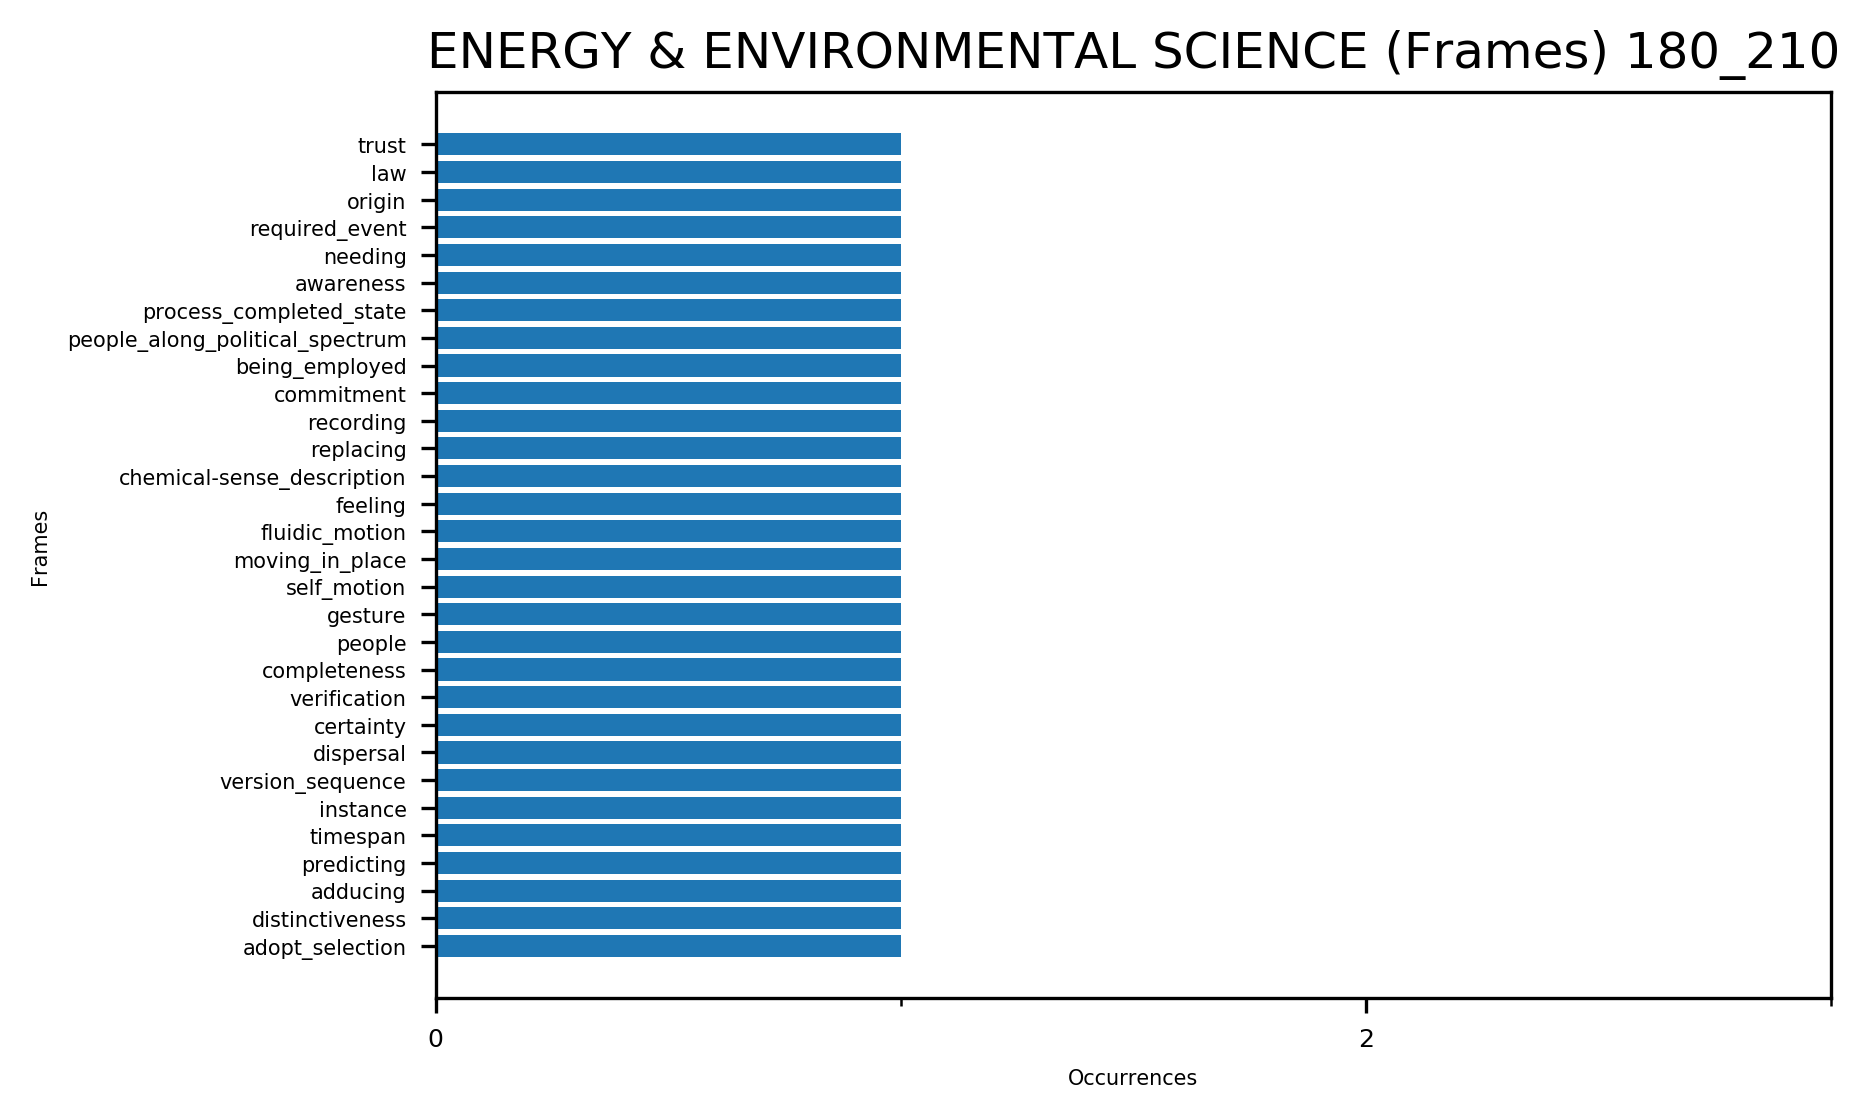 ENERGY & ENVIRONMENTAL SCIENCE (Frames) 180_210
trust
law
origin
required_event
needing
awareness
process_completed_state
people_along_political_spectrum
being_employed
commitment
recording
replacing
chemical-sense_description
feeling
fluidic_motion
moving_in_place
self_motion
gesture
people
completeness
verification
certainty
dispersal
version_sequence
instance
timespan
predicting
adducing
distinctiveness
adopt_selection
Frames
0 2
Occurrences